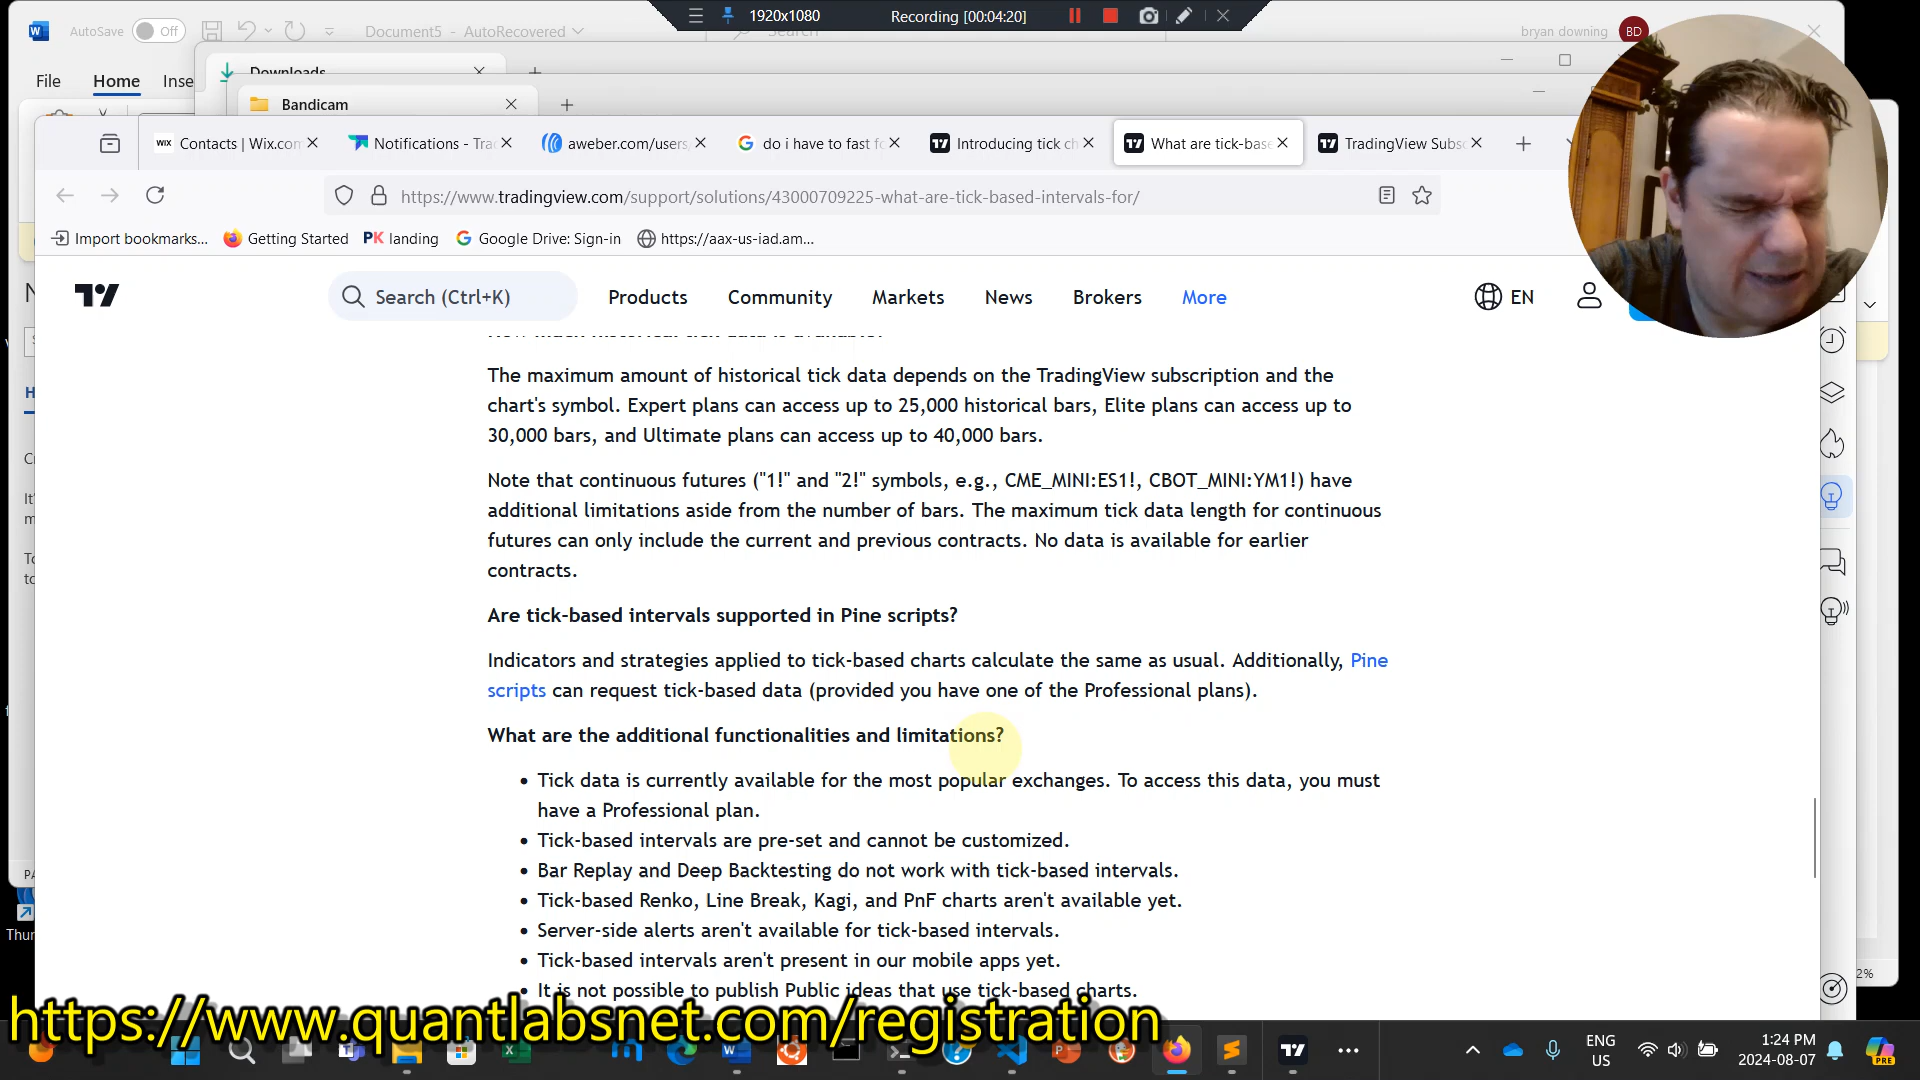 1920x1080
Recording [00:04:20]
AutoSave
Off
Document5 - AutoRecovered
Search
bryan downing
BD
File
Home
Inse
Downloads
Bandicam
Contacts | Wix.com
Notifications - Tra
aweber.com/users
do i have to fast f
Introducing tick ch
What are tick-base
TradingView Subsc
https://www.tradingview.com/support/solutions/43000709225-what-are-tick-based-intervals-for/
Import bookmarks...
Getting Started
PK landing
Google Drive: Sign-in
https://aax-us-iad.am...
Search (Ctrl+K)
Products
Community
Markets
News
Brokers
More
EN
How much historical tick data is available?
The maximum amount of historical tick data depends on the TradingView subscription and the
chart's symbol. Expert plans can access up to 25,000 historical bars, Elite plans can access up to
30,000 bars, and Ultimate plans can access up to 40,000 bars.
Note that continuous futures ("1!" and "2!" symbols, e.g., CME_MINI:ES1!, CBOT_MINI:YM1!) have
additional limitations aside from the number of bars. The maximum tick data length for continuous
futures can only include the current and previous contracts. No data is available for earlier
contracts.
Are tick-based intervals supported in Pine scripts?
Indicators and strategies applied to tick-based charts calculate the same as usual. Additionally, Pine
scripts can request tick-based data (provided you have one of the Professional plans).
What are the additional functionalities and limitations?
• Tick data is currently available for the most popular exchanges. To access this data, you must
have a Professional plan.
• Tick-based intervals are pre-set and cannot be customized.
• Bar Replay and Deep Backtesting do not work with tick-based intervals.
• Tick-based Renko, Line Break, Kagi, and PnF charts aren't available yet.
• Server-side alerts aren't available for tick-based intervals.
• Tick-based intervals aren't present in our mobile apps yet.
• It is not possible to publish Public ideas that use tick-based charts.
https://www.quantlabsnet.com/registration
Thun
2%
ENG
US
1:24 PM
2024-08-07
PRE